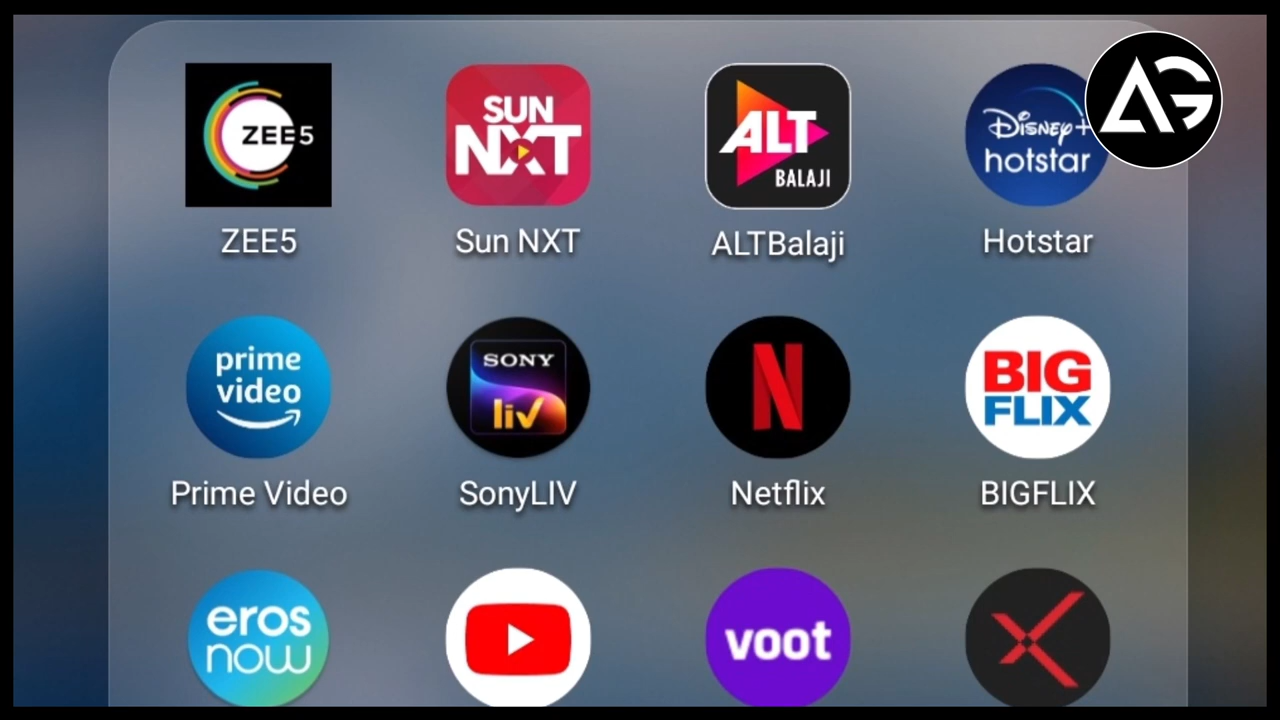 ZEE5
SUN
NXT
ALT
BALAJI
Disney+
hotstar
AG
ZEE5
Sun NXT
ALTBalaji
Hotstar
prime
video
SONY
liv
N
BIG
FLIX
Prime Video
SonyLIV
Netflix
BIGFLIX
eros
now
voot